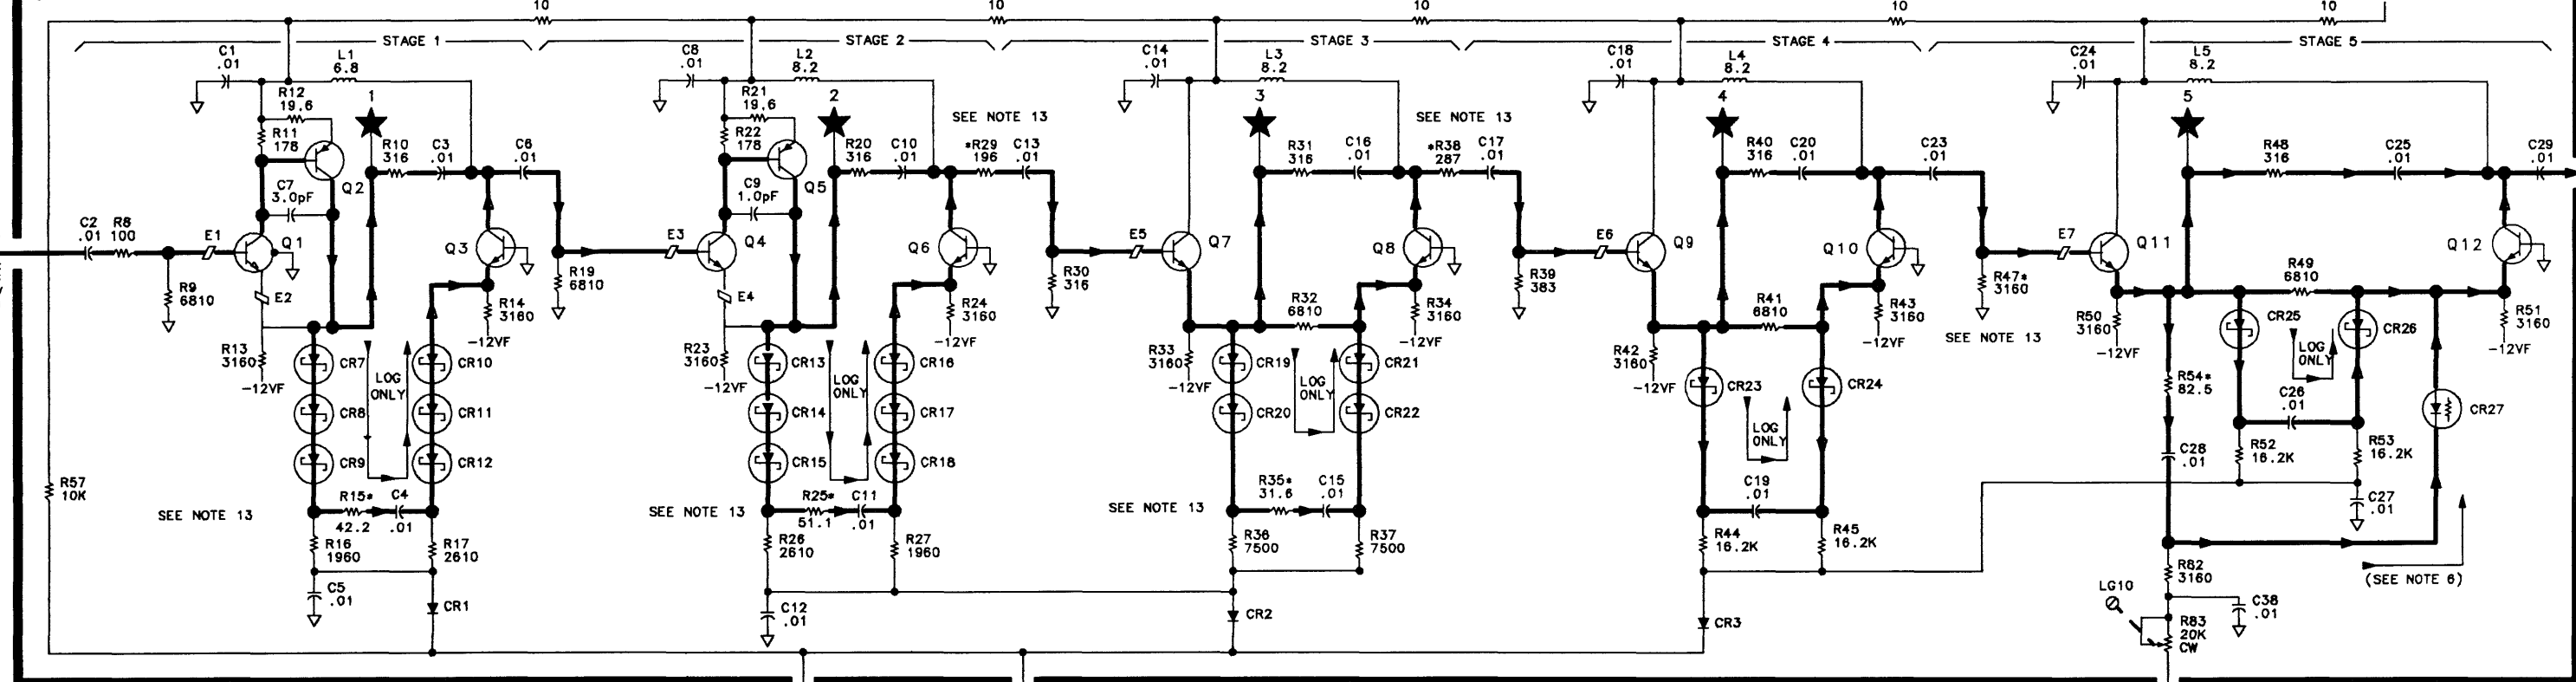 10
10
10
10
10
STAGE 1
STAGE 2
STAGE 3
STAGE 4
STAGE 5
C1
.01
L1
6.8
R12
19.6
R11
178
1
R10
316
C3
.01
C6
.01
Q2
C7
3.0pF
C2
.01
R8
100
E1
Q1
R9
6810
E2
Q3
R13
3160
-12VF
R14
3160
-12VF
CR7
CR8
CR9
LOG
ONLY
CR10
CR11
CR12
R57
10K
SEE NOTE 13
R15*
42.2
C4
.01
R16
1960
R17
2610
C5
.01
CR1
C8
.01
L2
8.2
R21
19.6
R22
178
2
R20
316
C10
.01
SEE NOTE 13
*R29
196
C13
.01
Q5
C9
1.0pF
R19
6810
E3
Q4
E4
Q6
R23
3160
-12VF
R24
3160
-12VF
CR13
CR14
CR15
LOG
ONLY
CR16
CR17
CR18
SEE NOTE 13
R25*
51.1
C11
.01
R26
2610
R27
1960
C12
.01
C14
.01
L3
8.2
3
R31
316
C16
.01
SEE NOTE 13
*R38
287
C17
.01
R30
316
E5
Q7
Q8
R32
6810
R33
3160
-12VF
R34
3160
-12VF
CR19
CR20
LOG
ONLY
CR21
CR22
SEE NOTE 13
R35*
31.6
C15
.01
R36
7500
R37
7500
CR2
C18
.01
L4
8.2
4
R40
316
C20
.01
C23
.01
R39
383
E6
Q9
Q10
R41
6810
R42
3160
-12VF
R43
3160
-12VF
SEE NOTE 13
CR23
LOG
ONLY
CR24
C19
.01
R44
16.2K
R45
16.2K
CR3
C24
.01
L5
8.2
5
R48
316
C25
.01
C29
.01
R47*
3160
E7
Q11
Q12
R49
6810
R50
3160
-12VF
R51
3160
-12VF
CR25
LOG
ONLY
CR26
R54*
82.5
C26
.01
CR27
C28
.01
R52
16.2K
R53
16.2K
C27
.01
R82
3160
(SEE NOTE 6)
LG10
C38
.01
R83
20K
CW